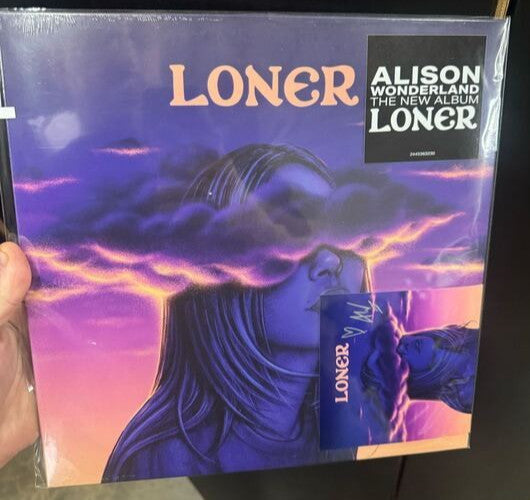 LONER
ALISON
WONDERLAND
THE NEW ALBUM
LONER
LONER